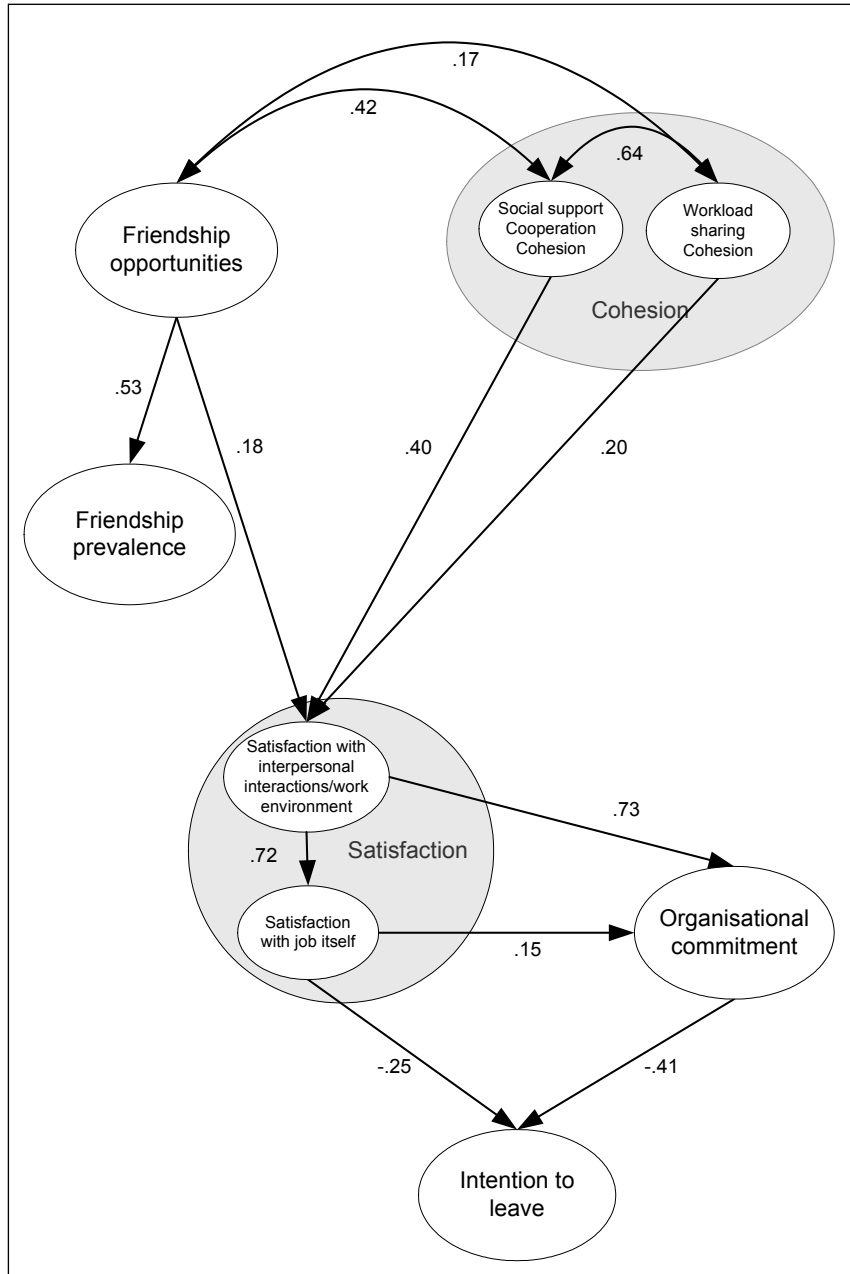 .17
.42
.64
Friendship
opportunities
Social support
Cooperation
Cohesion
Workload
sharing
Cohesion
Cohesion
.53
.18
.40
.20
Friendship
prevalence
Satisfaction with
interpersonal
interactions/work
environment
.73
.72
Satisfaction
Satisfaction
with job itself
.15
Organisational
commitment
-.25
-.41
Intention to
leave